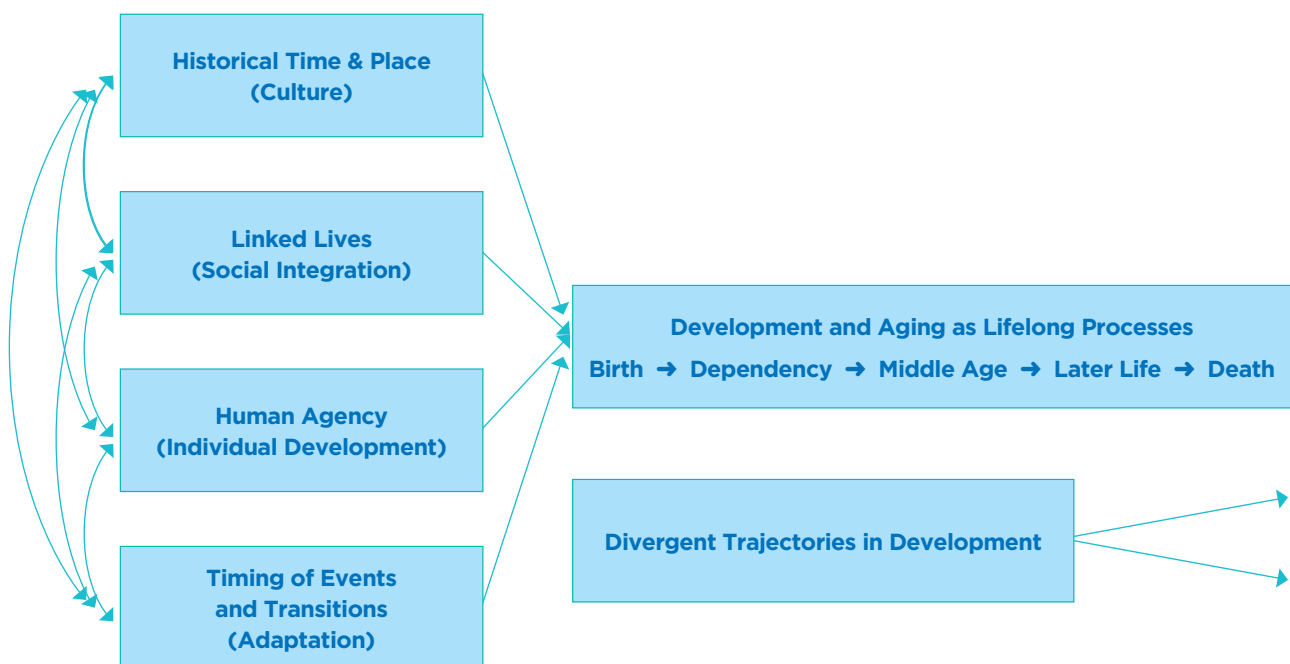 Historical Time & Place
(Culture)
Linked Lives
(Social Integration)
Human Agency
(Individual Development)
Timing of Events
and Transitions
(Adaptation)
Development and Aging as Lifelong Processes
Birth → Dependency → Middle Age → Later Life → Death
Divergent Trajectories in Development